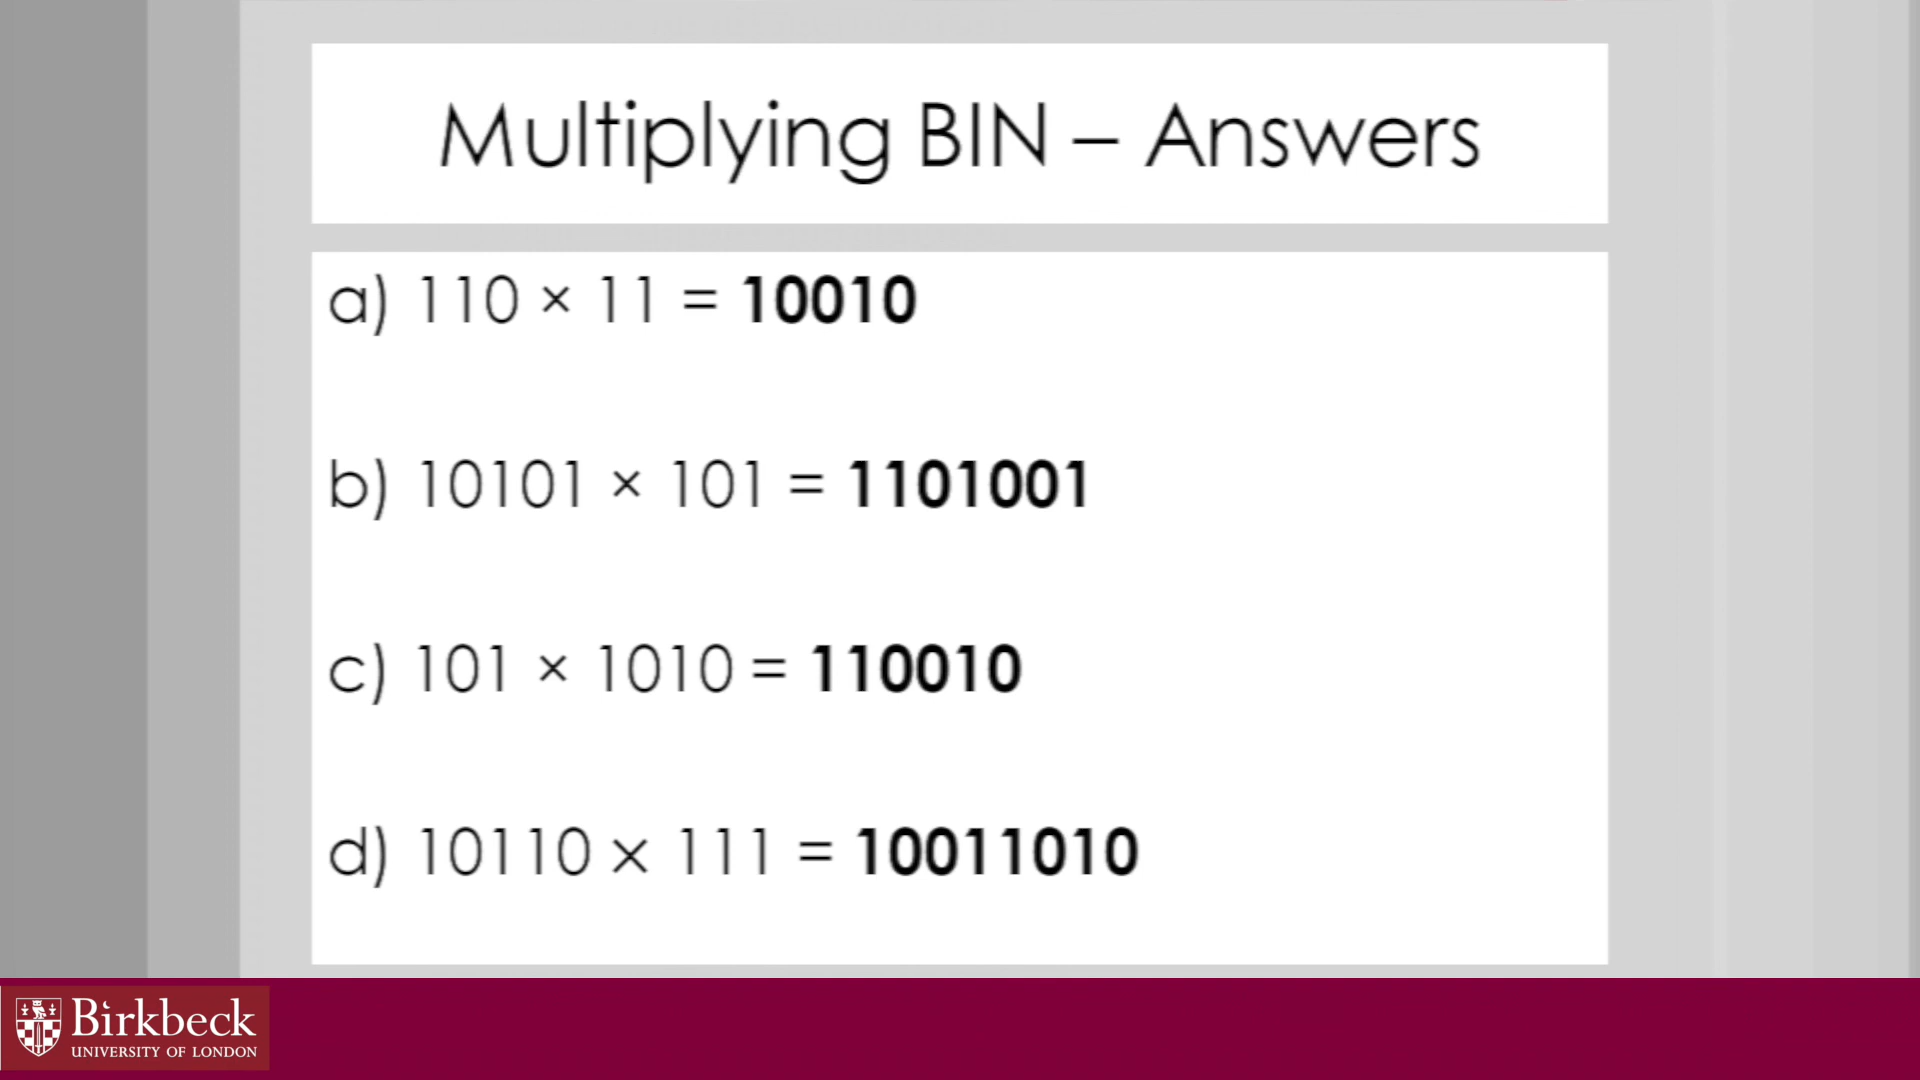 Multiplying BIN – Answers
a) 110 × 11 = 10010
b) 10101 × 101 = 1101001
c) 101 × 1010 = 110010
d) 10110 × 111 = 10011010
Birkbeck
UNIVERSITY OF LONDON